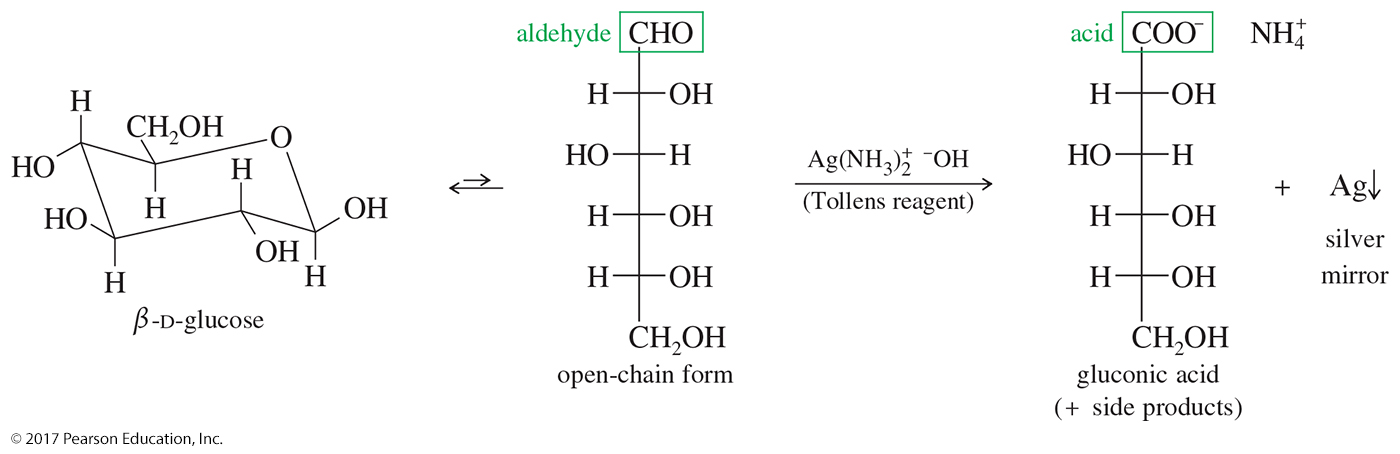 H
CH₂OH
O
HO
H
HO
H
OH
OH
H
H
β-D-glucose
aldehyde CHO
H OH
HO H
H OH
H OH
CH₂OH
open-chain form
Ag(NH₃)₂⁺ ⁻OH
(Tollens reagent)
acid COO⁻ NH₄⁺
H OH
HO H
H OH
H OH
CH₂OH
gluconic acid
(+ side products)
+ Ag↓
silver
mirror
© 2017 Pearson Education, Inc.